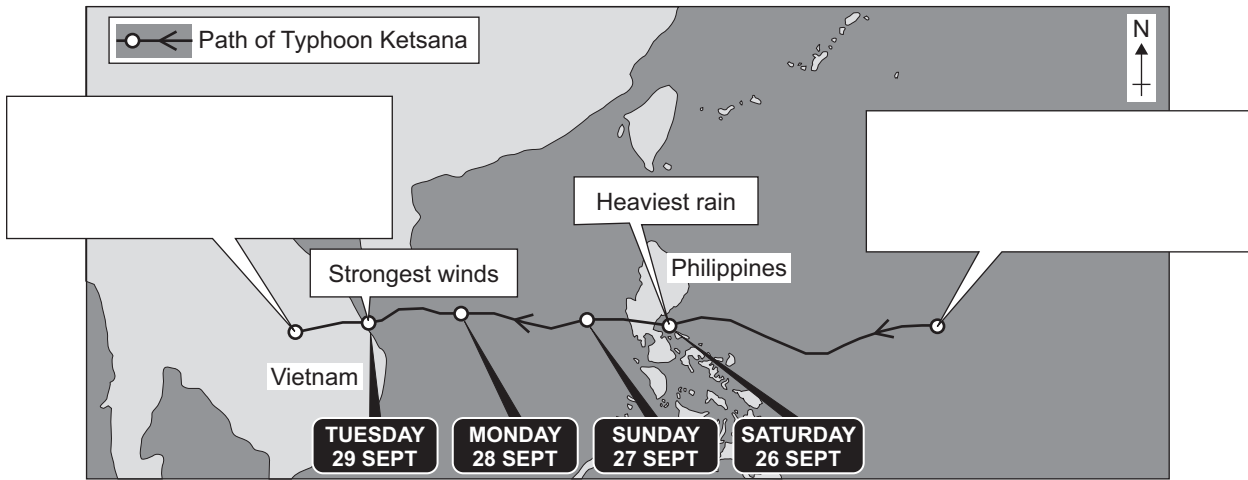 Path of Typhoon Ketsana
N
Heaviest rain
Philippines
Strongest winds
Vietnam
TUESDAY
29 SEPT
MONDAY
28 SEPT
SUNDAY
27 SEPT
SATURDAY
26 SEPT